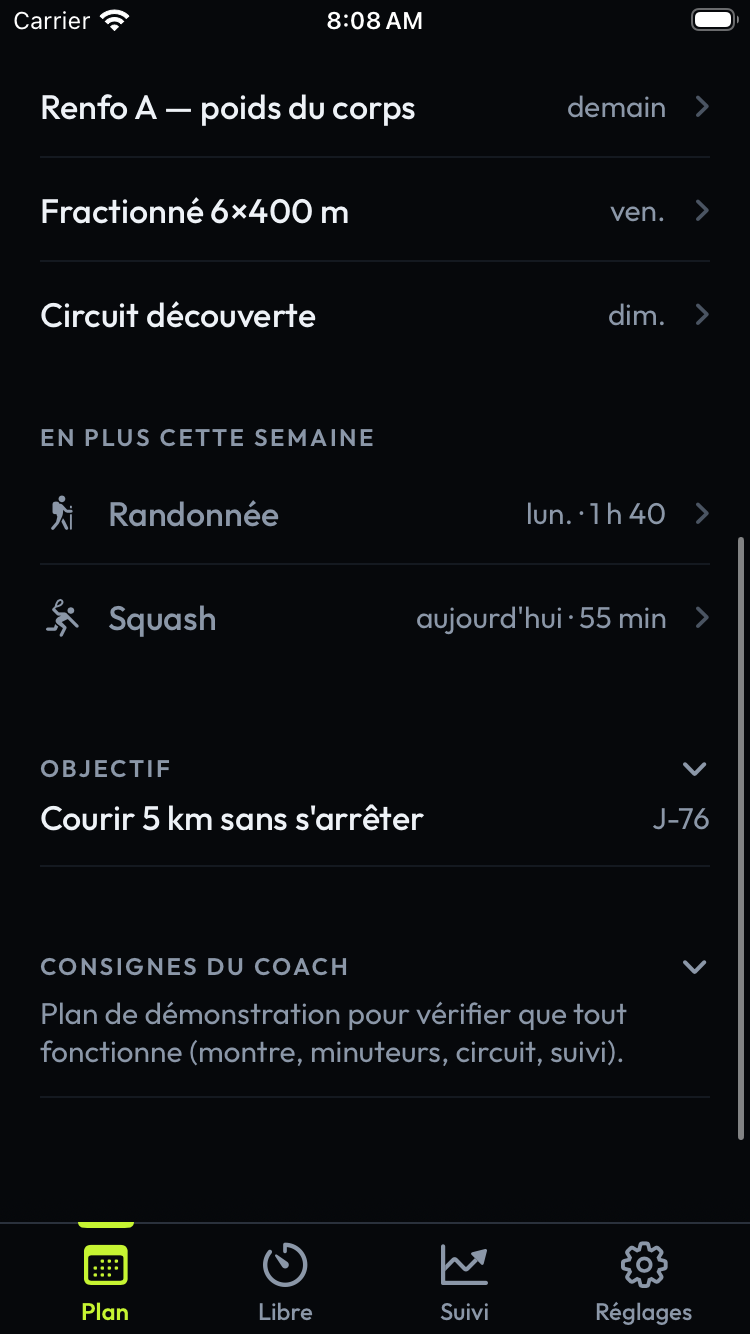 Carrier 8:08 AM
Renfo A — poids du corps demain
Fractionné 6×400 m ven.
Circuit découverte dim.
EN PLUS CETTE SEMAINE
Randonnée lun. · 1 h 40
Squash aujourd'hui · 55 min
OBJECTIF
Courir 5 km sans s'arrêter J-76
CONSIGNES DU COACH
Plan de démonstration pour vérifier que tout
fonctionne (montre, minuteurs, circuit, suivi).
Plan Libre Suivi Réglages